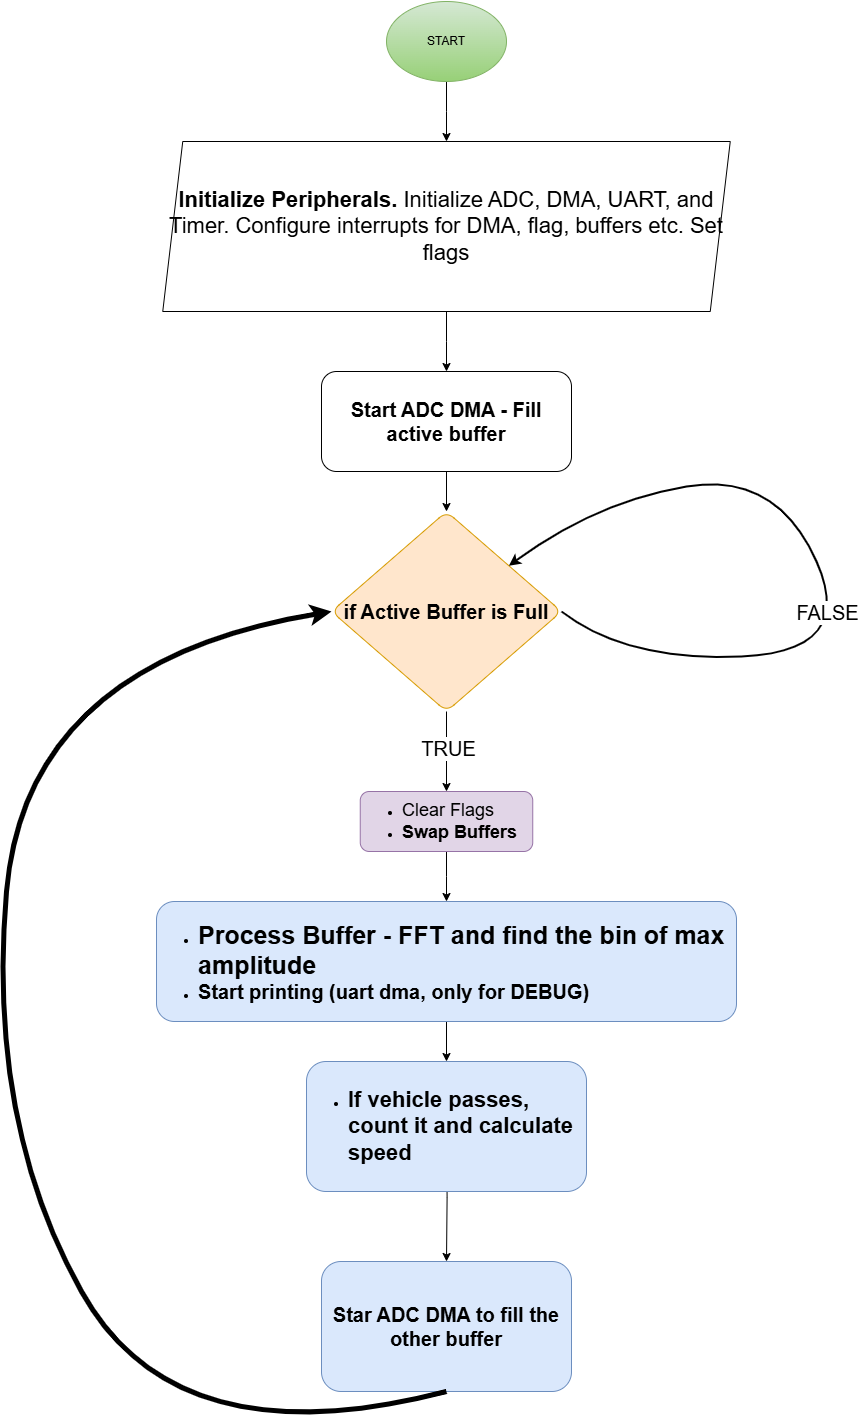 START
Initialize Peripherals. Initialize ADC, DMA, UART, and
Timer. Configure interrupts for DMA, flag, buffers etc. Set
flags
Start ADC DMA - Fill
active buffer
if Active Buffer is Full
FALSE
TRUE
• Clear Flags
• Swap Buffers
• Process Buffer - FFT and find the bin of max
amplitude
• Start printing (uart dma, only for DEBUG)
• If vehicle passes,
count it and calculate
speed
Star ADC DMA to fill the
other buffer